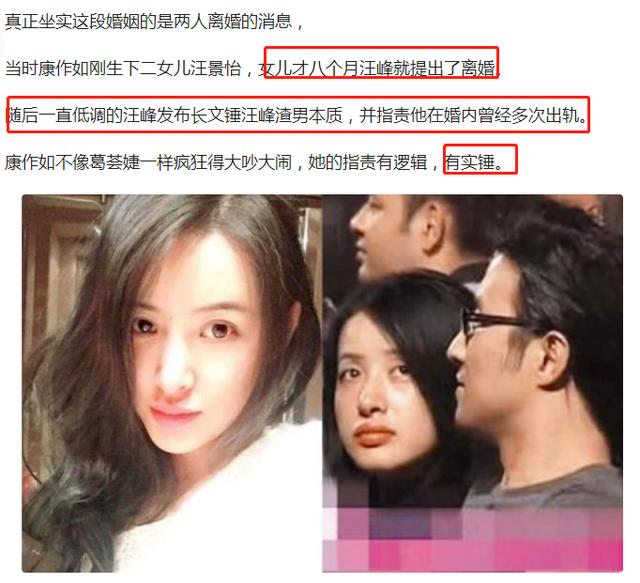 真正坐实这段婚姻的是两人离婚的消息，
当时康作如刚生下二女儿汪景怡，女儿才八个月汪峰就提出了离婚。
随后一直低调的汪峰发布长文锤汪峰渣男本质，并指责他在婚内曾经多次出轨。
康作如不像葛荟婕一样疯狂得大吵大闹，她的指责有逻辑，有实锤。